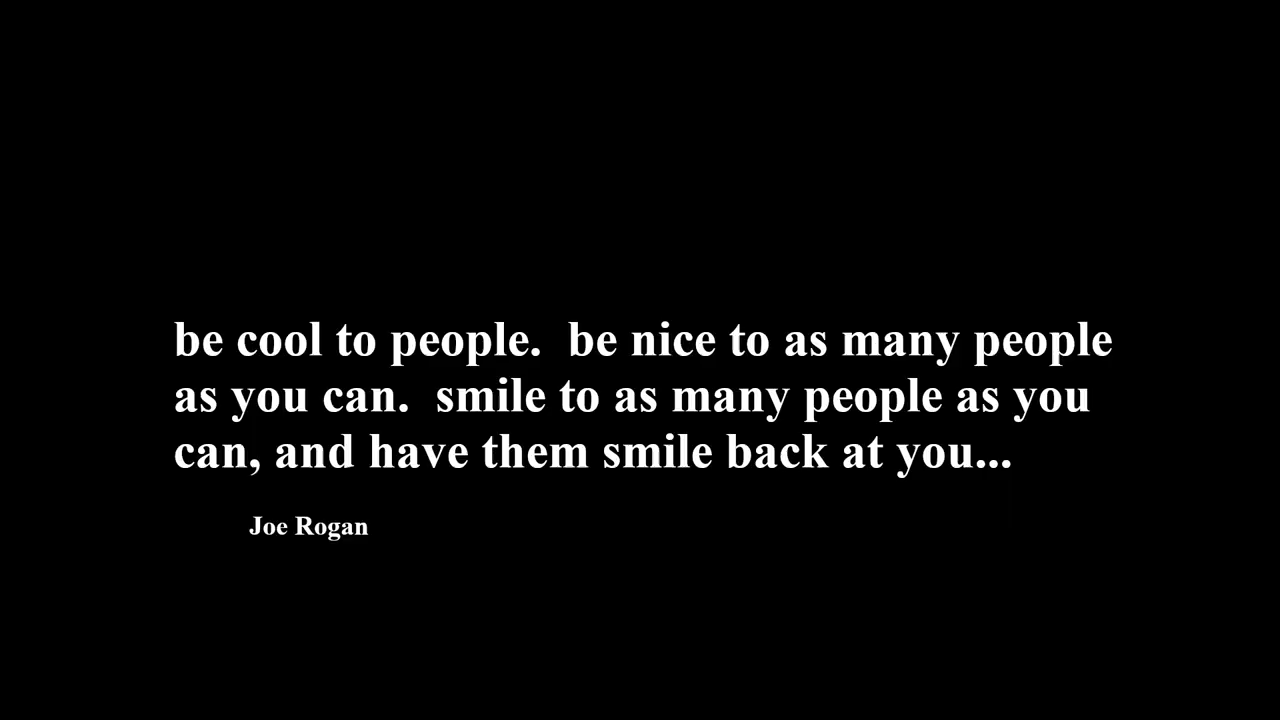 be cool to people.  be nice to as many people
as you can.  smile to as many people as you
can, and have them smile back at you...
Joe Rogan